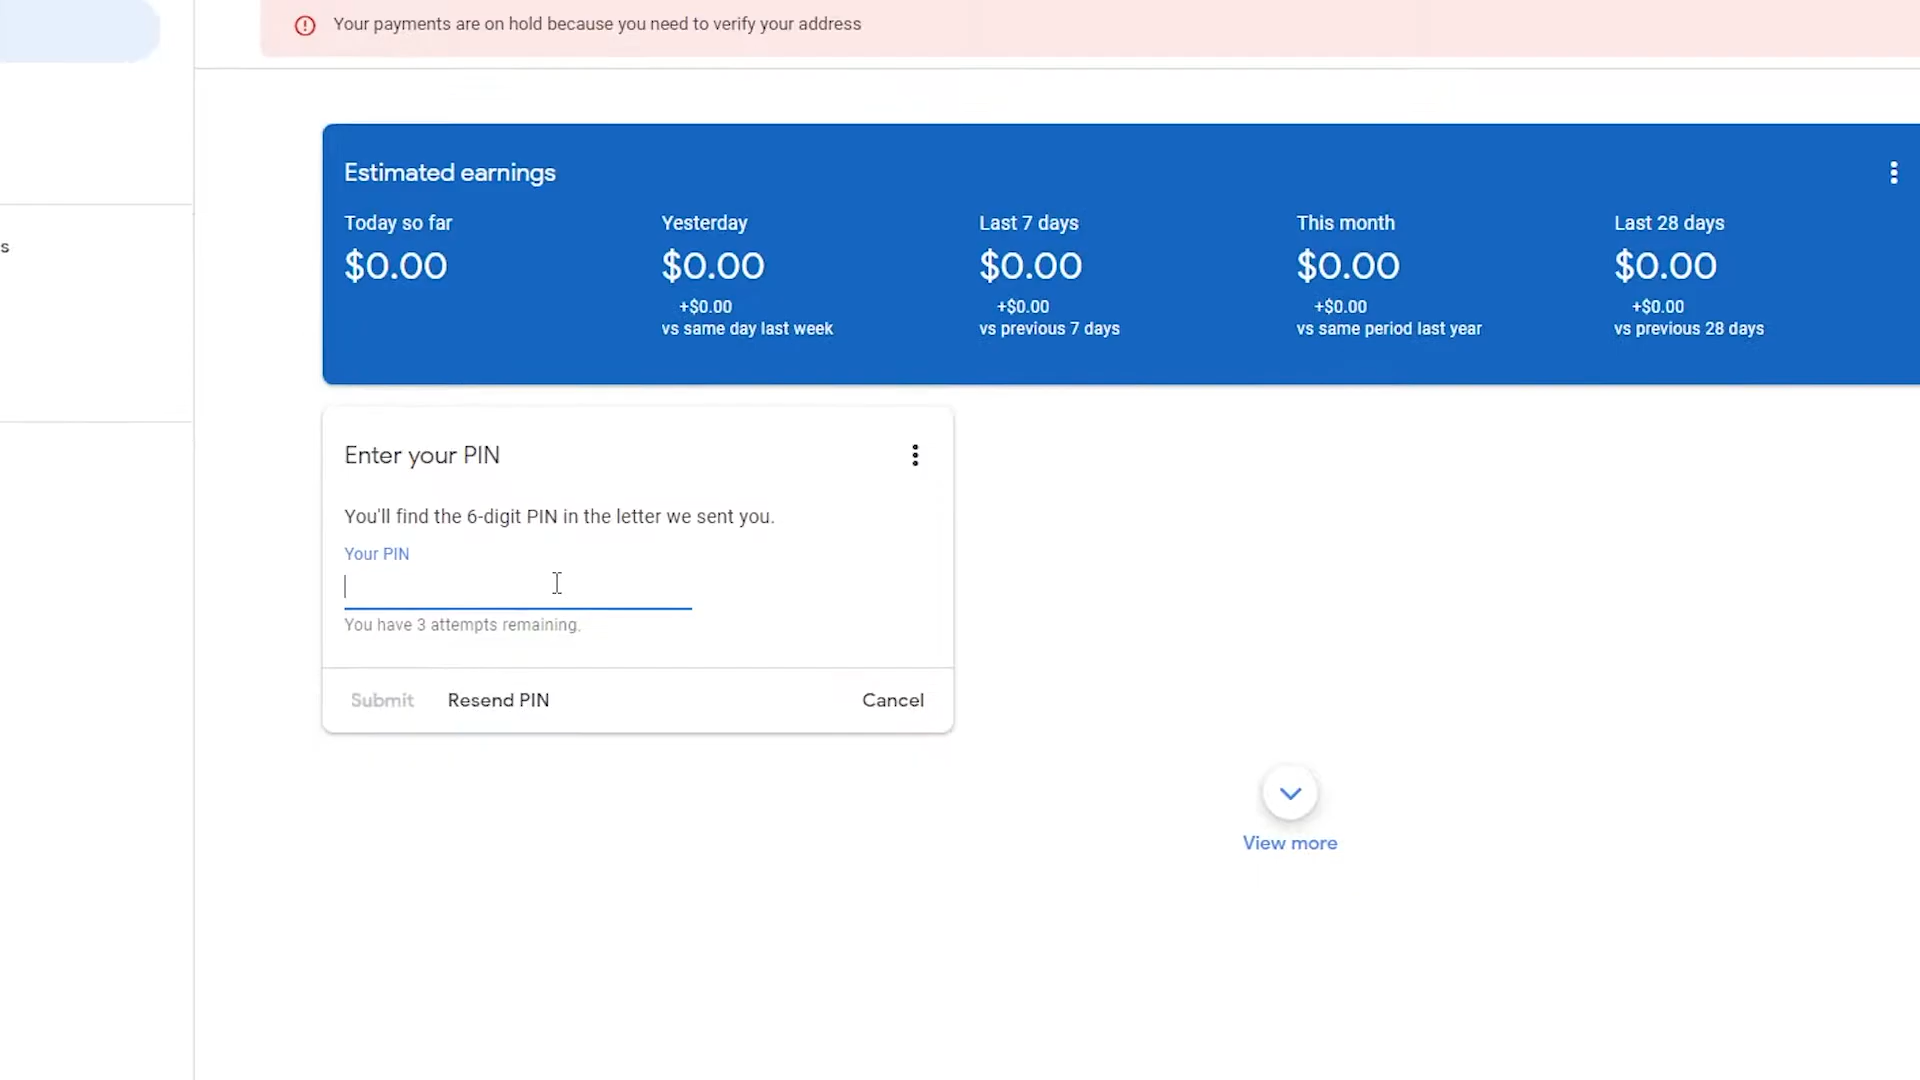 Your payments are on hold because you need to verify your address
Estimated earnings
Today so far
$0.00
Yesterday
$0.00
+$0.00
vs same day last week
Last 7 days
$0.00
+$0.00
vs previous 7 days
This month
$0.00
+$0.00
vs same period last year
Last 28 days
$0.00
+$0.00
vs previous 28 days
s
Enter your PIN
You'll find the 6-digit PIN in the letter we sent you.
Your PIN
You have 3 attempts remaining.
Submit
Resend PIN
Cancel
View more